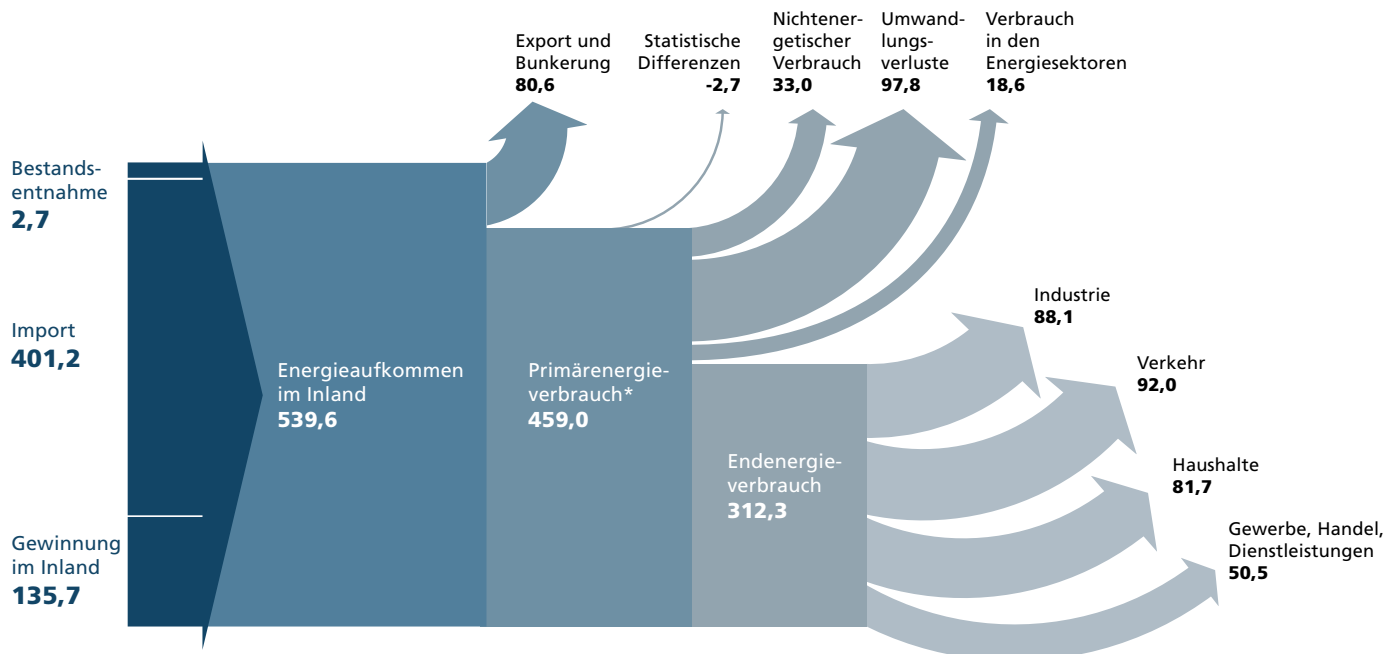 Export und
Bunkerung
80,6
Statistische
Differenzen
-2,7
Nichtener-
getischer
Verbrauch
33,0
Umwand-
lungs-
verluste
97,8
Verbrauch
in den
Energiesektoren
18,6
Bestands-
entnahme
2,7
Import
401,2
Gewinnung
im Inland
135,7
Energieaufkommen
im Inland
539,6
Primärenergie-
verbrauch*
459,0
Endenergie-
verbrauch
312,3
Industrie
88,1
Verkehr
92,0
Haushalte
81,7
Gewerbe, Handel,
Dienstleistungen
50,5